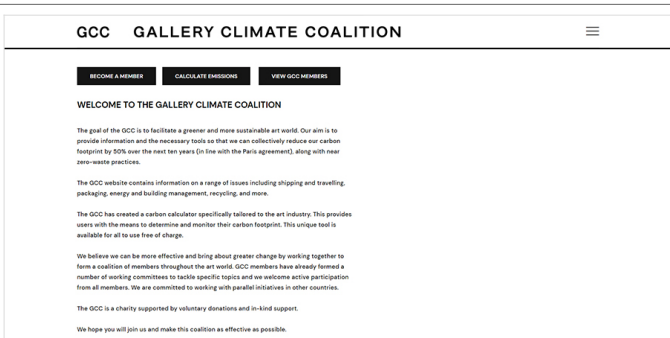 GCC GALLERY CLIMATE COALITION
BECOME A MEMBER CALCULATE EMISSIONS VIEW GCC MEMBERS
WELCOME TO THE GALLERY CLIMATE COALITION
The goal of the GCC is to facilitate a greener and more sustainable art world. Our aim is to
provide information and the necessary tools so that we can collectively reduce our carbon
footprint by 50% over the next ten years (in line with the Paris agreement), along with near
zero-waste practices.
The GCC website contains information on a range of issues including shipping and travelling,
packaging, energy and building management, recycling, and more.
The GCC has created a carbon calculator specifically tailored to the art industry. This provides
users with the means to determine and monitor their carbon footprint. This unique tool is
available for all to use free of charge.
We believe we can be more effective and bring about greater change by working together to
form a coalition of members throughout the art world. GCC members have already formed a
number of working committees to tackle specific topics and we welcome active participation
from all members. We are committed to working with parallel initiatives in other countries.
The GCC is a charity supported by voluntary donations and in-kind support.
We hope you will join us and make this coalition as effective as possible.